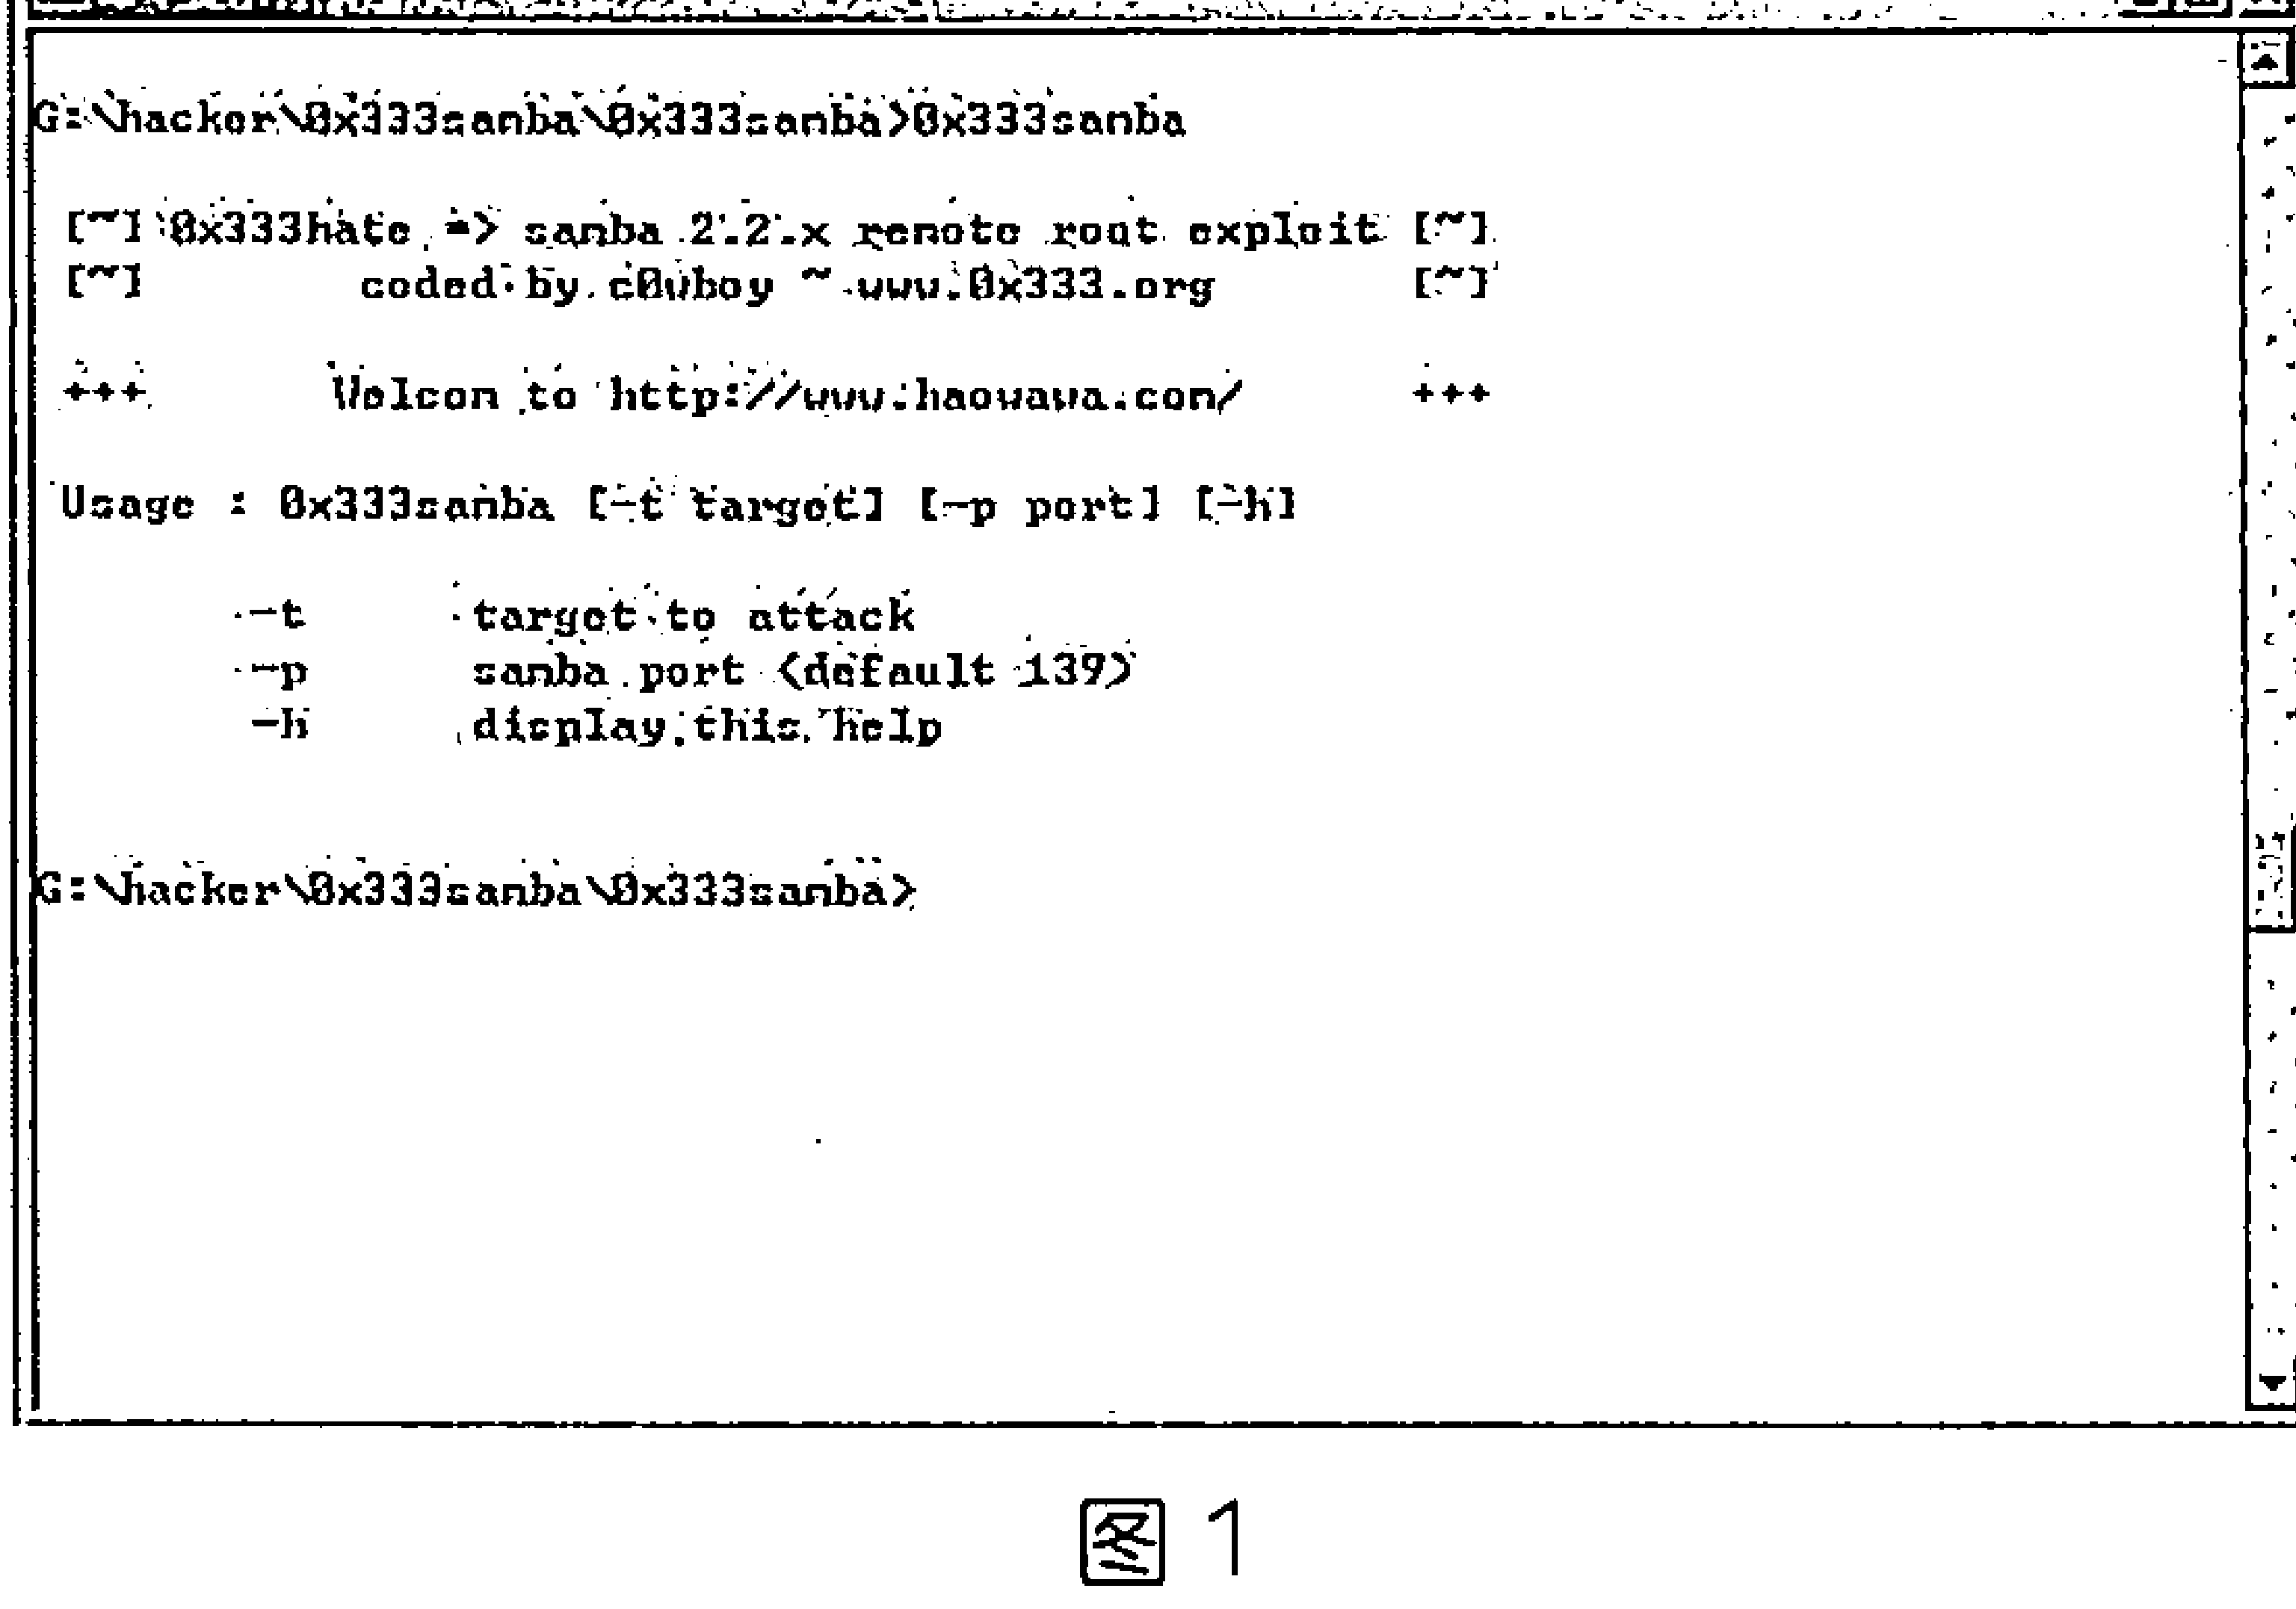 G:\hacker\0x333samba\0x333samba>0x333samba
[~] 0x333hate => samba 2.2.x remote root exploit [~]
[~] coded by c0wboy ~ www.0x333.org [~]
+++ Welcom to http://www.haowawa.com/ +++
Usage : 0x333samba [-t target] [-p port] [-h]
-t target to attack
-p samba port (default 139)
-h display this help
G:\hacker\0x333samba\0x333samba>
图1